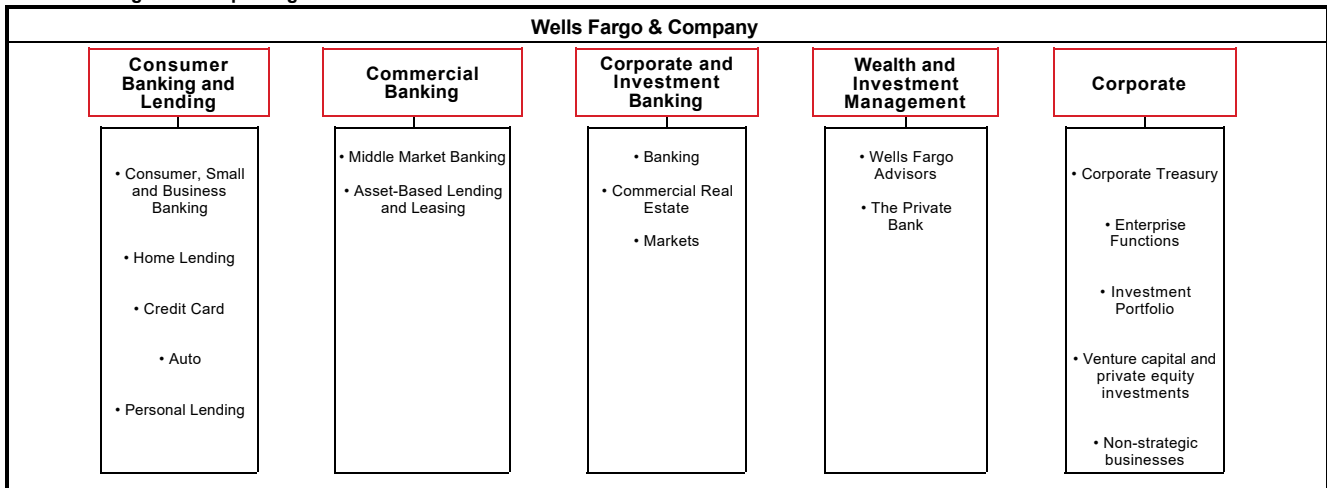 Wells Fargo & Company
Consumer
Banking and
Lending
• Consumer, Small
and Business
Banking
• Home Lending
• Credit Card
• Auto
• Personal Lending
Commercial
Banking
• Middle Market Banking
• Asset-Based Lending
and Leasing
Corporate and
Investment
Banking
• Banking
• Commercial Real
Estate
• Markets
Wealth and
Investment
Management
• Wells Fargo
Advisors
• The Private
Bank
Corporate
• Corporate Treasury
• Enterprise
Functions
• Investment
Portfolio
• Venture capital and
private equity
investments
• Non-strategic
businesses